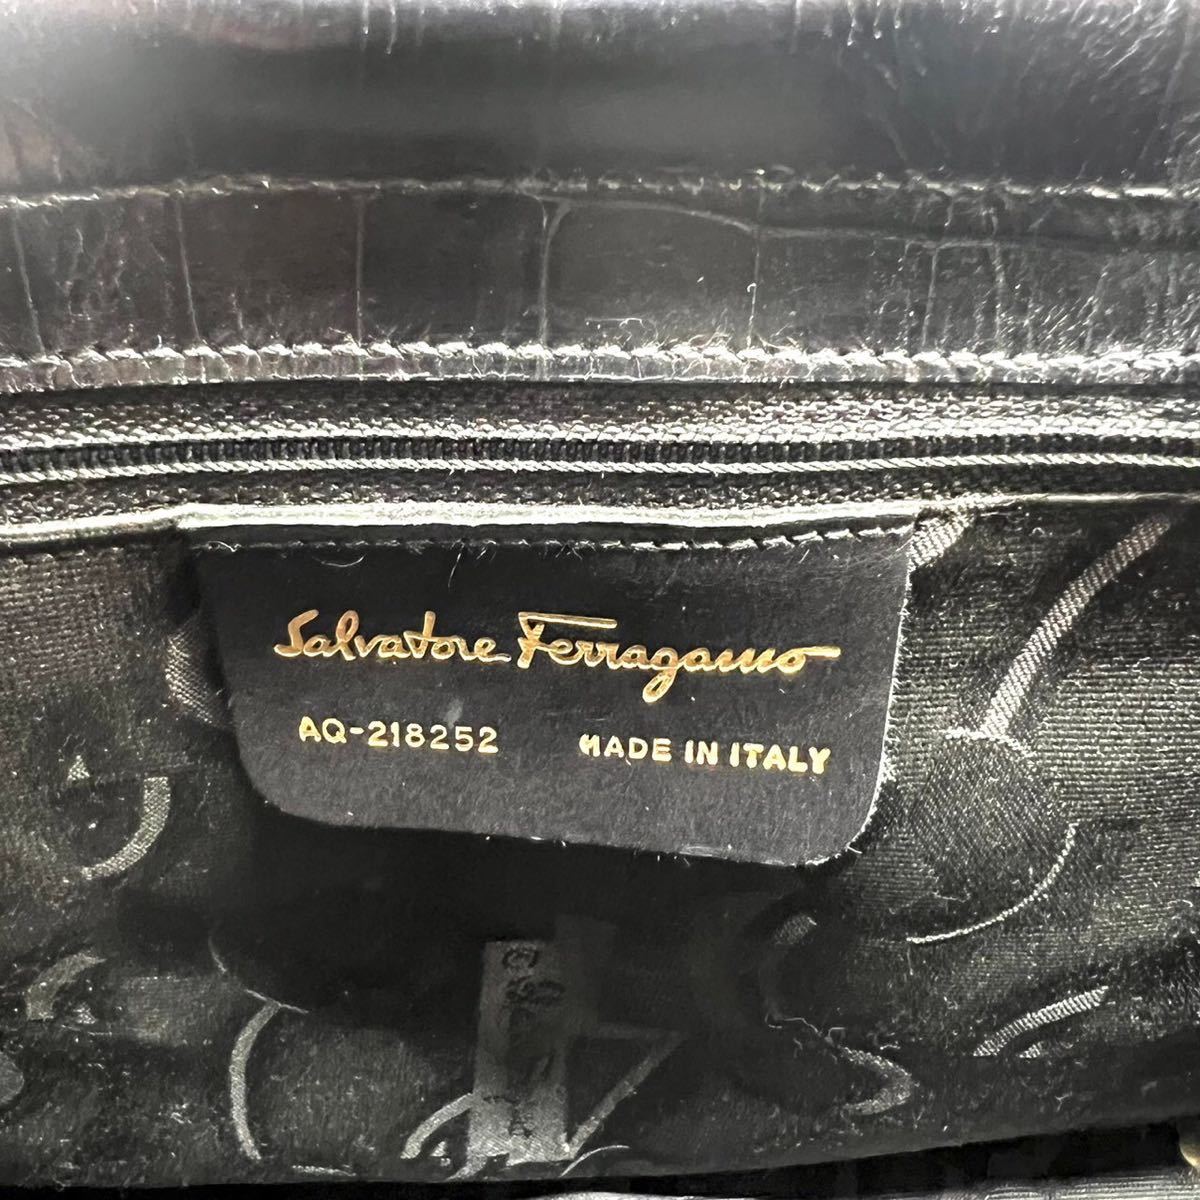 Salvatore Ferragamo
AQ-218252 MADE IN ITALY